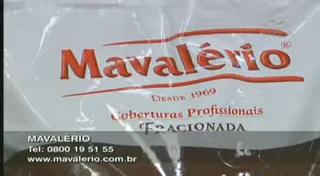 Mavalério®
DESDE 1969
Coberturas Profissionais
FRACIONADA
MAVALÉRIO
Tel: 0800 19 51 55
www.mavalerio.com.br